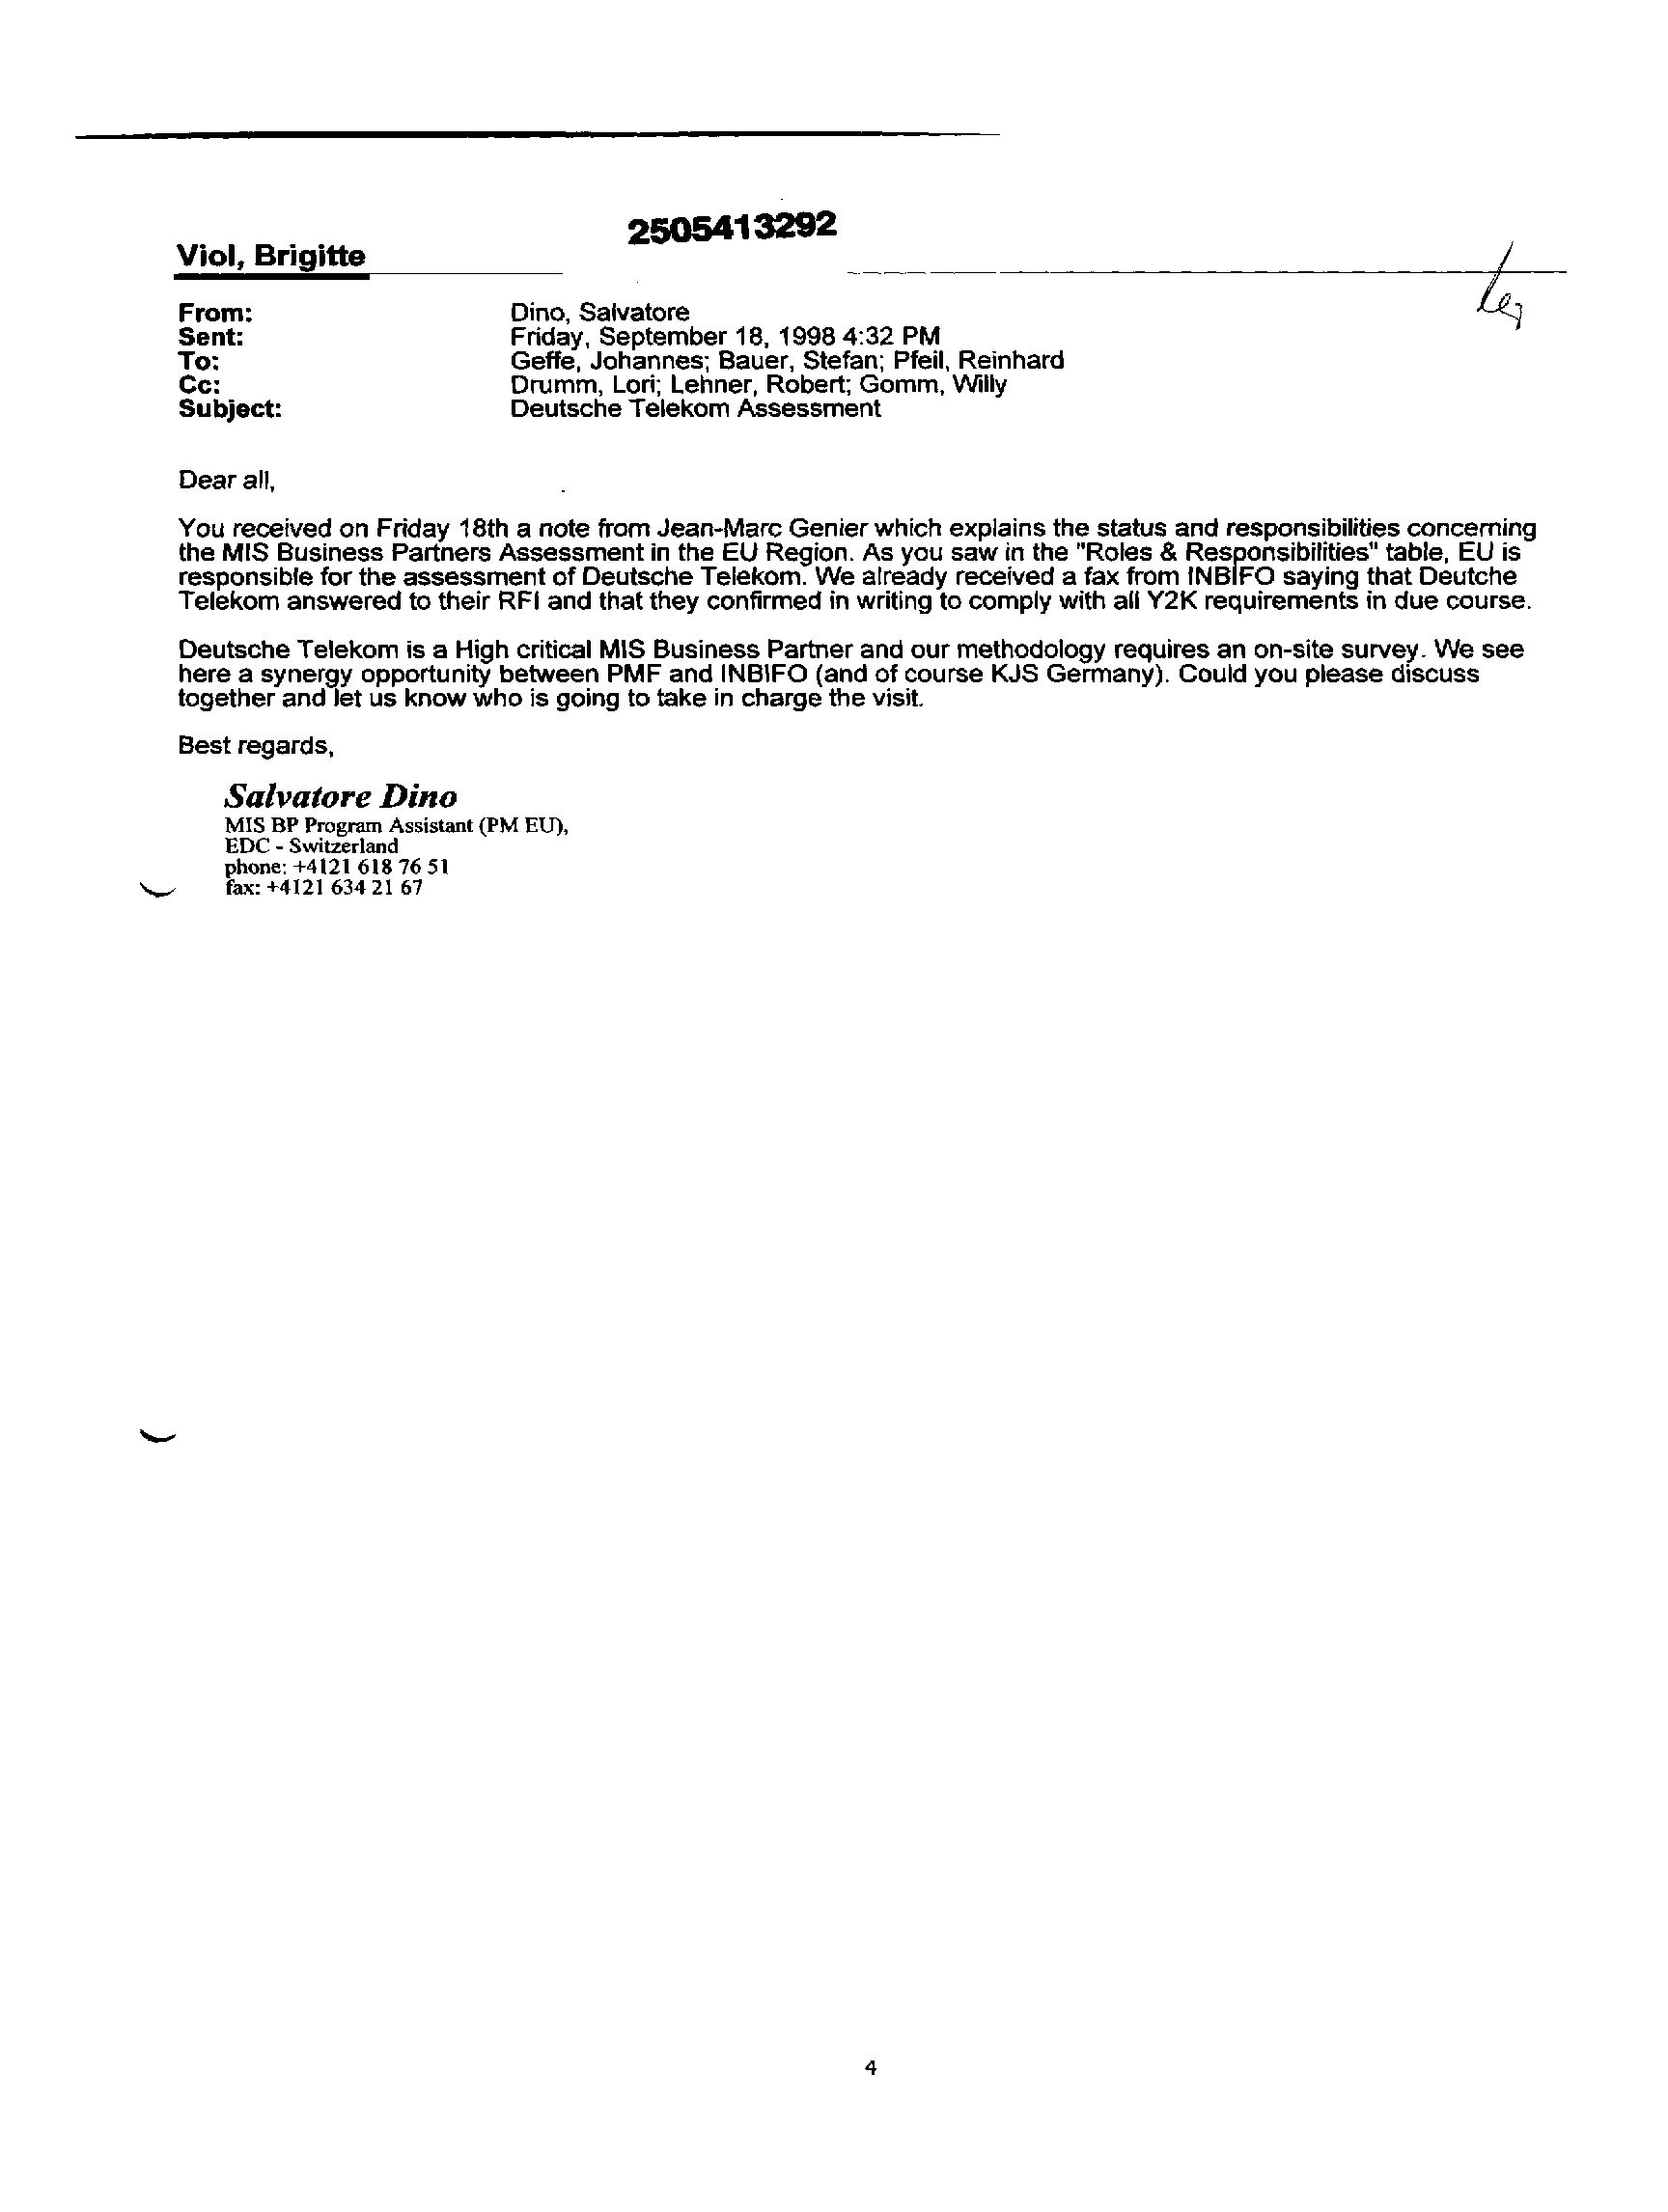 2505413292
Viol, Brigitte
From: Dino, Salvatore
Sent: Friday, September 18, 1998 4:32 PM
To: Geffe, Johannes; Bauer, Stefan; Pfeil, Reinhard
Cc: Drumm, Lori; Lehner, Robert; Gomm, Willy
Subject: Deutsche Telekom Assessment
Dear all,
You received on Friday 18th a note from Jean-Marc Genier which explains the status and responsibilities concerning
the MIS Business Partners Assessment in the EU Region. As you saw in the "Roles & Responsibilities" table, EU is
responsible for the assessment of Deutsche Telekom. We already received a fax from INBIFO saying that Deutche
Telekom answered to their RFI and that they confirmed in writing to comply with all Y2K requirements in due course.
Deutsche Telekom is a High critical MIS Business Partner and our methodology requires an on-site survey. We see
here a synergy opportunity between PMF and INBIFO (and of course KJS Germany). Could you please discuss
together and let us know who is going to take in charge the visit.
Best regards,
Salvatore Dino
MIS BP Program Assistant (PM EU),
EDC - Switzerland
phone: +4121 618 76 51
fax: +4121 634 21 67
4